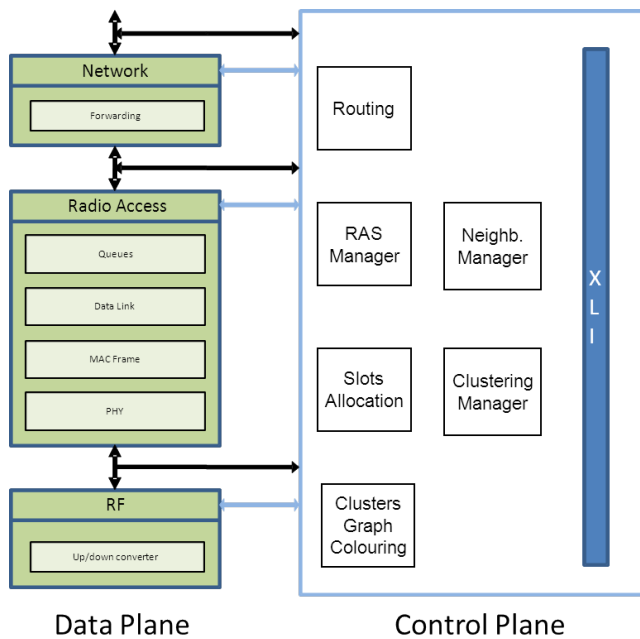 Network
Forwarding
Radio Access
Queues
Data Link
MAC Frame
PHY
RF
Up/down converter
Data Plane
Routing
RAS
Manager
Neighb.
Manager
Slots
Allocation
Clustering
Manager
Clusters
Graph
Colouring
X
L
I
Control Plane